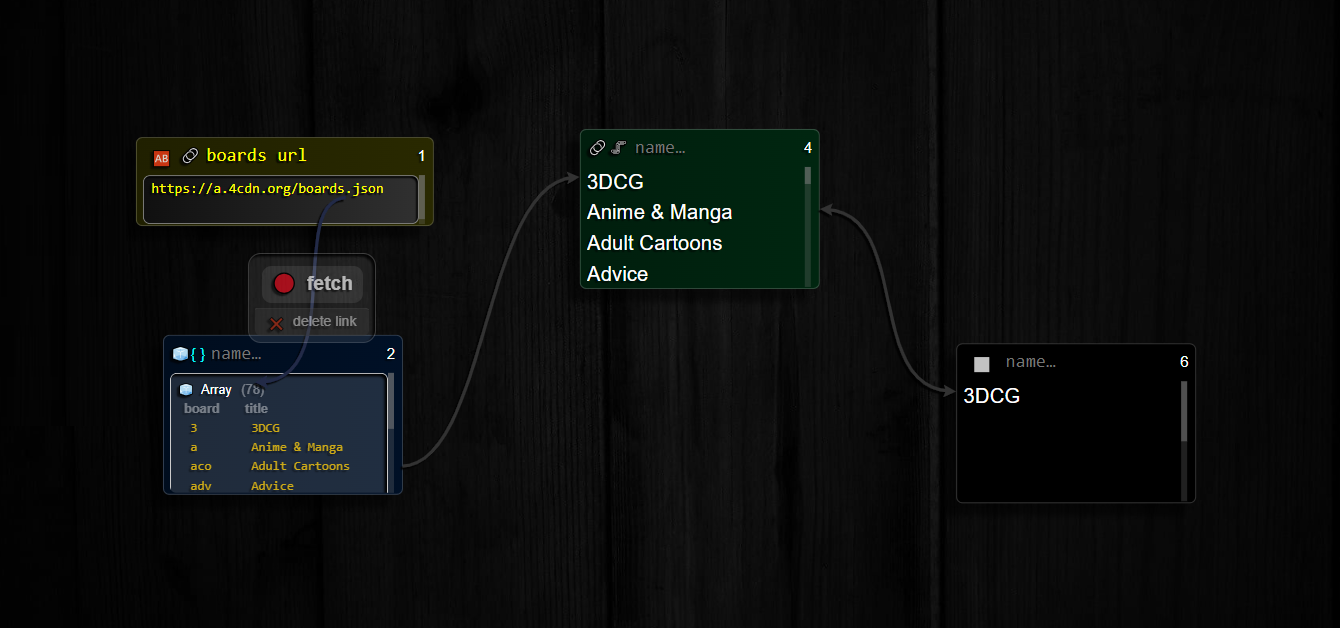 AB boards url 1
https://a.4cdn.org/boards.json
fetch
delete link
{ } name… 2
Array (78)
board title
3 3DCG
a Anime & Manga
aco Adult Cartoons
adv Advice
name… 4
3DCG
Anime & Manga
Adult Cartoons
Advice
name… 6
3DCG